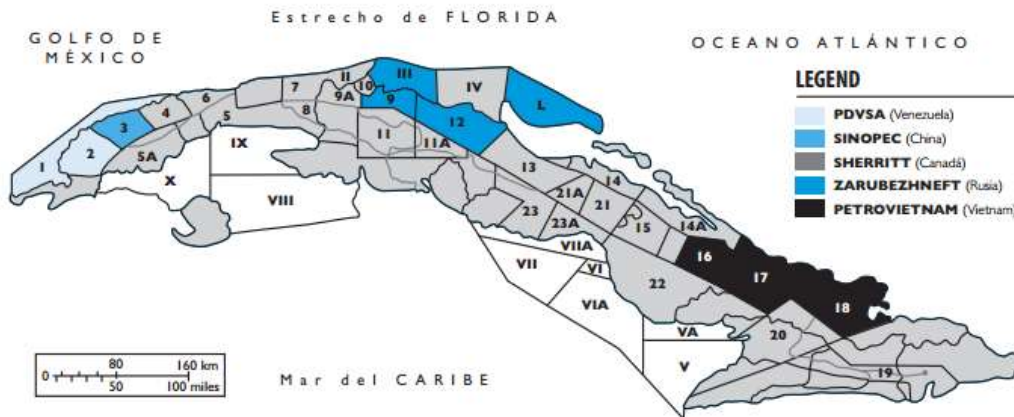 Estrecho de FLORIDA
GOLFO DE
MÉXICO
OCEANO ATLÁNTICO
LEGEND
PDVSA (Venezuela)
SINOPEC (China)
SHERRITT (Canadá)
ZARUBEZHNEFT (Rusia)
PETROVIETNAM (Vietnam)
1
2
3
4
5A
5
6
7
8
II
9A
10
III
9
IV
L
12
11
11A
IX
X
VIII
13
14
21A
21
23
23A
15
14A
16
17
18
VIIA
VII
VI
VIA
22
VA
V
20
19
0
80
160 km
50
100 miles
Mar del CARIBE